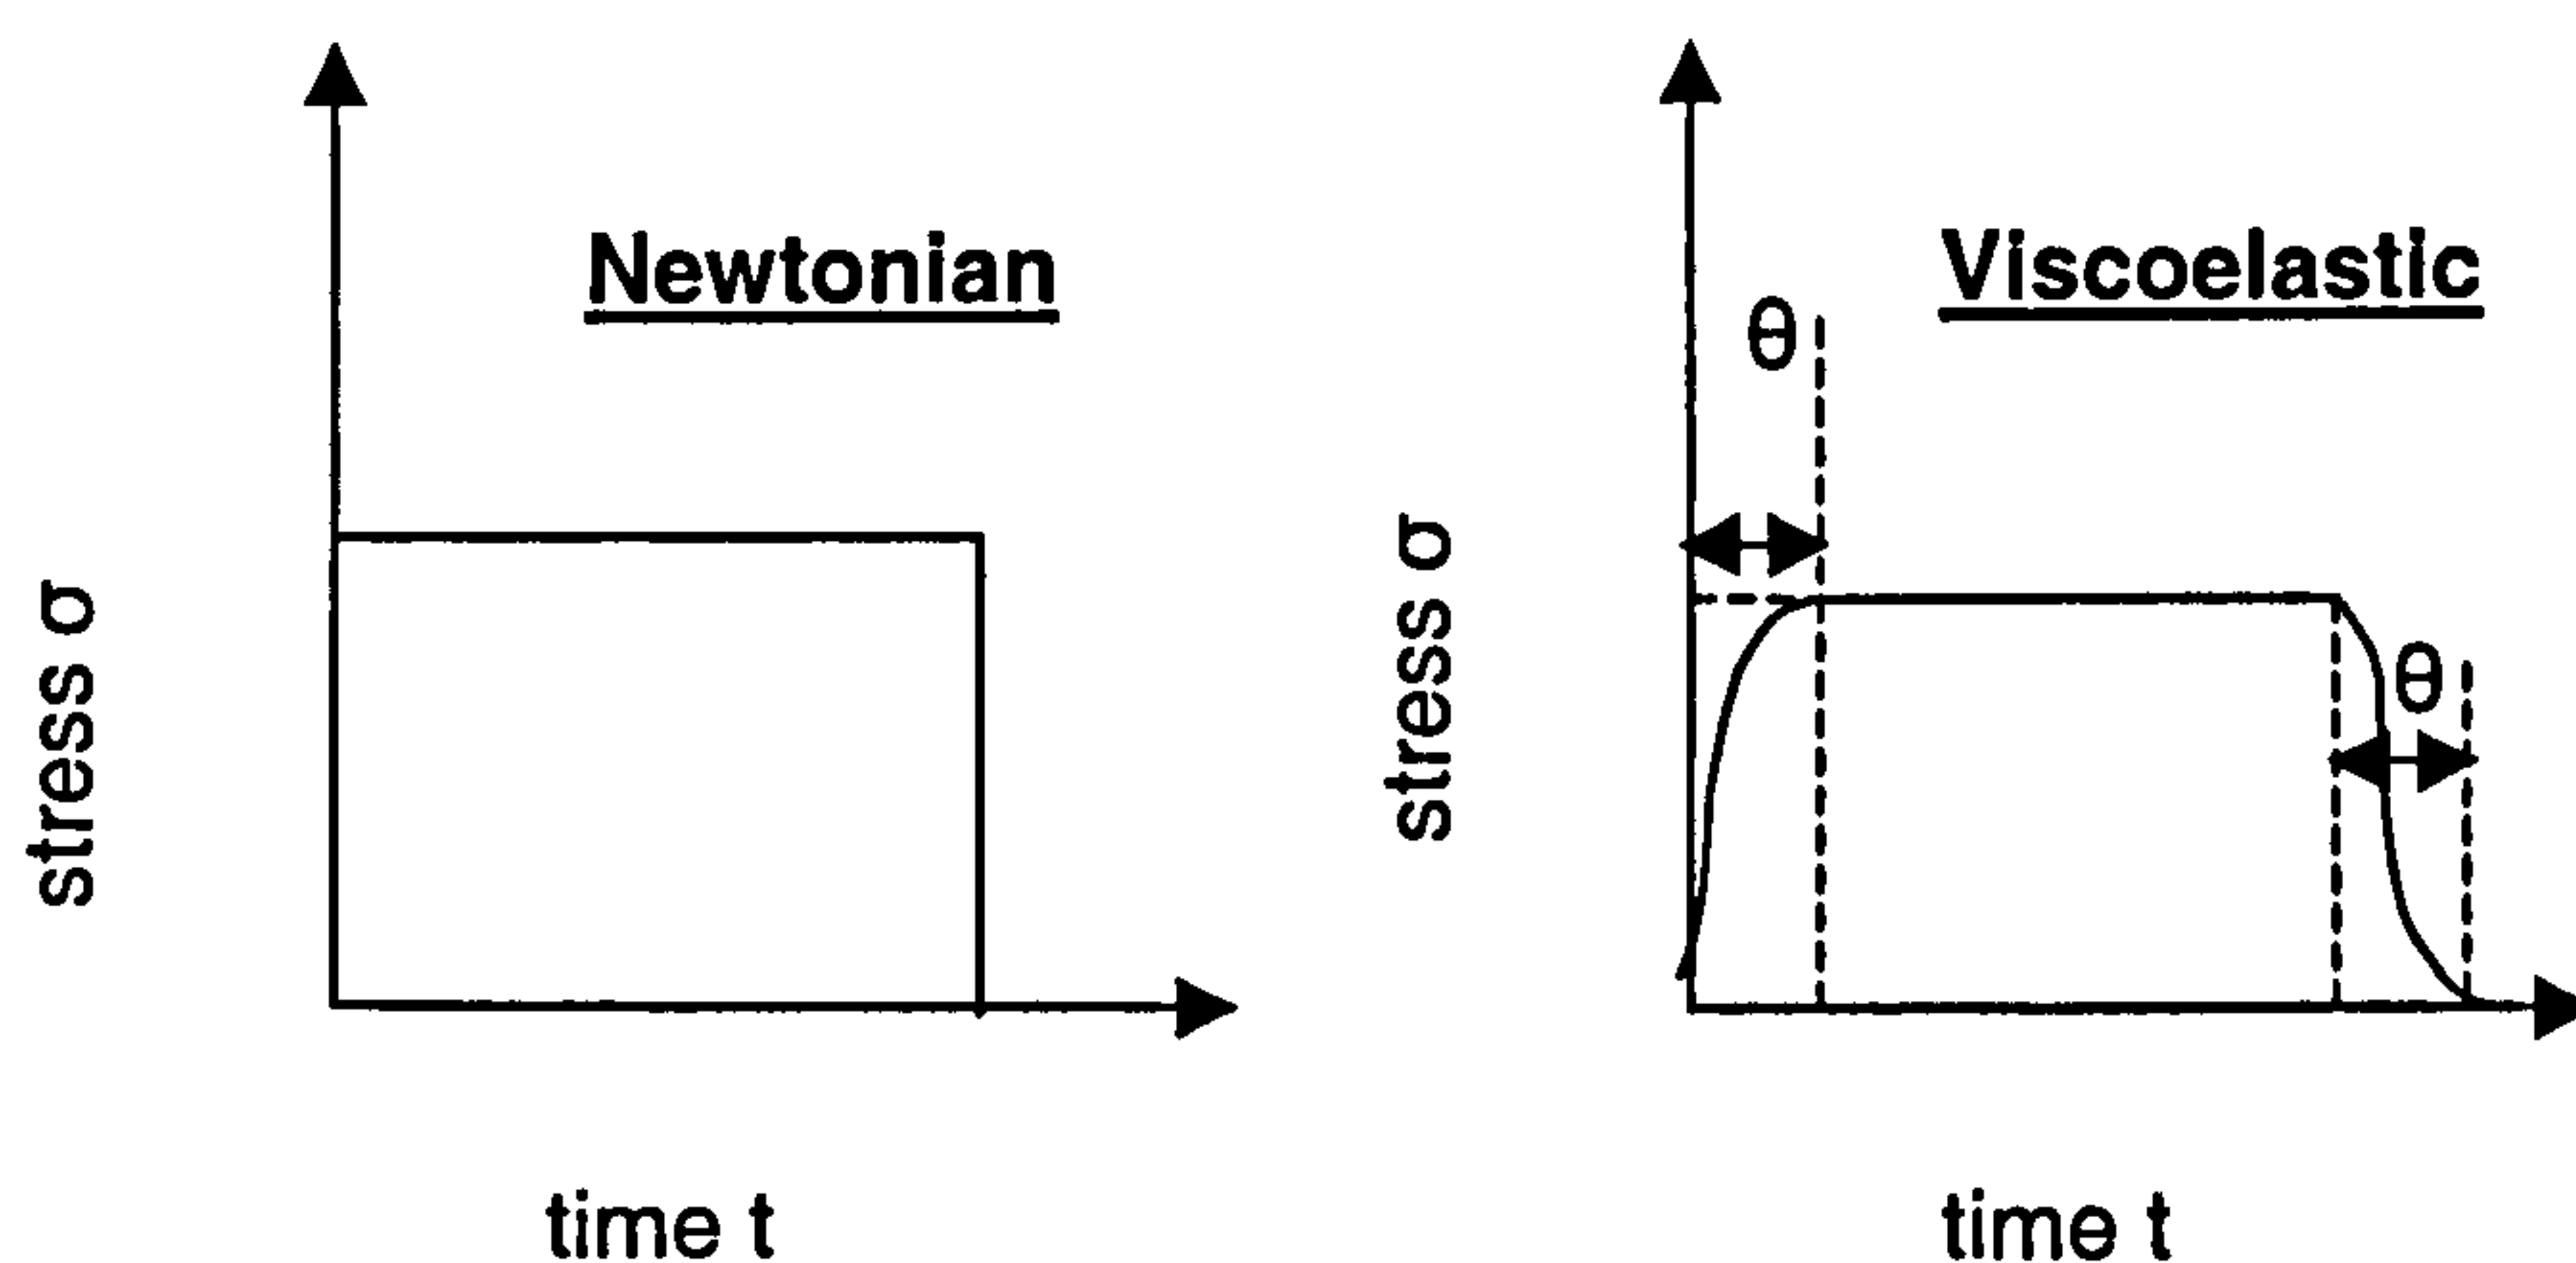 Newtonian
stress σ
time t
Viscoelastic
θ
stress σ
θ
time t